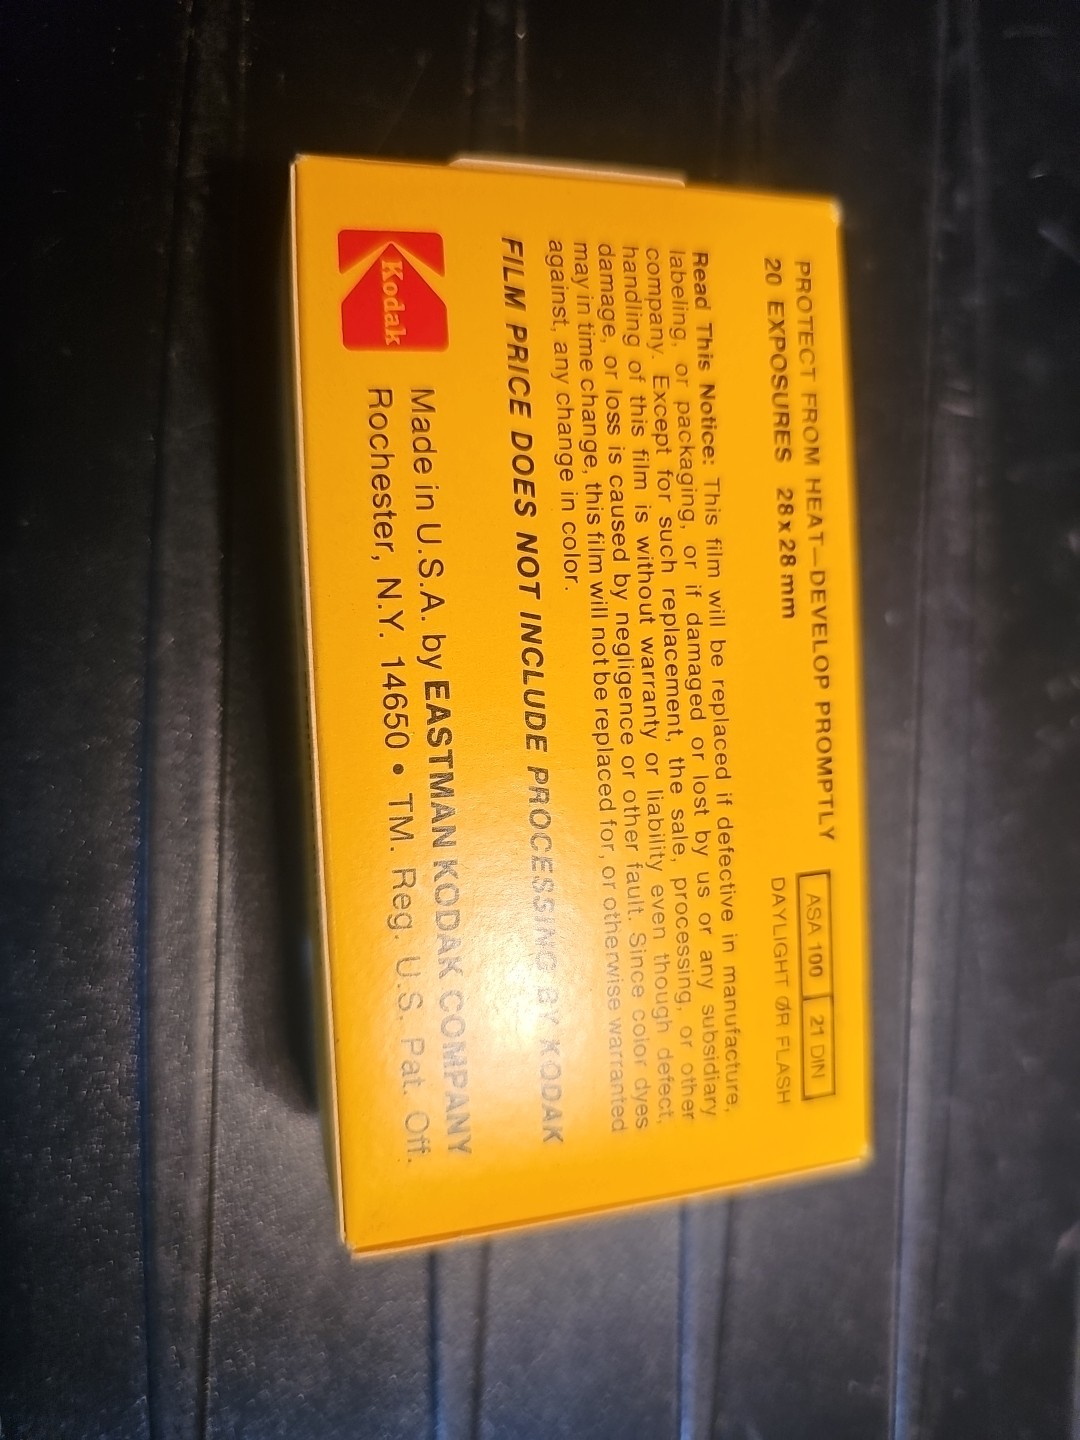 PROTECT FROM HEAT—DEVELOP PROMPTLY
ASA 100 21 DIN
20 EXPOSURES 28 x 28 mm
DAYLIGHT OR FLASH
Read This Notice: This film will be replaced if defective in manufacture,
labeling, or packaging, or if damaged or lost by us or any subsidiary
company. Except for such replacement, the sale, processing, or other
handling of this film is without warranty or liability even though defect,
damage, or loss is caused by negligence or other fault. Since color dyes
may in time change, this film will not be replaced for, or otherwise warranted
against, any change in color.
FILM PRICE DOES NOT INCLUDE PROCESSING BY KODAK
Kodak
Made in U.S.A. by EASTMAN KODAK COMPANY
Rochester, N.Y. 14650 • TM. Reg. U.S. Pat. Off.